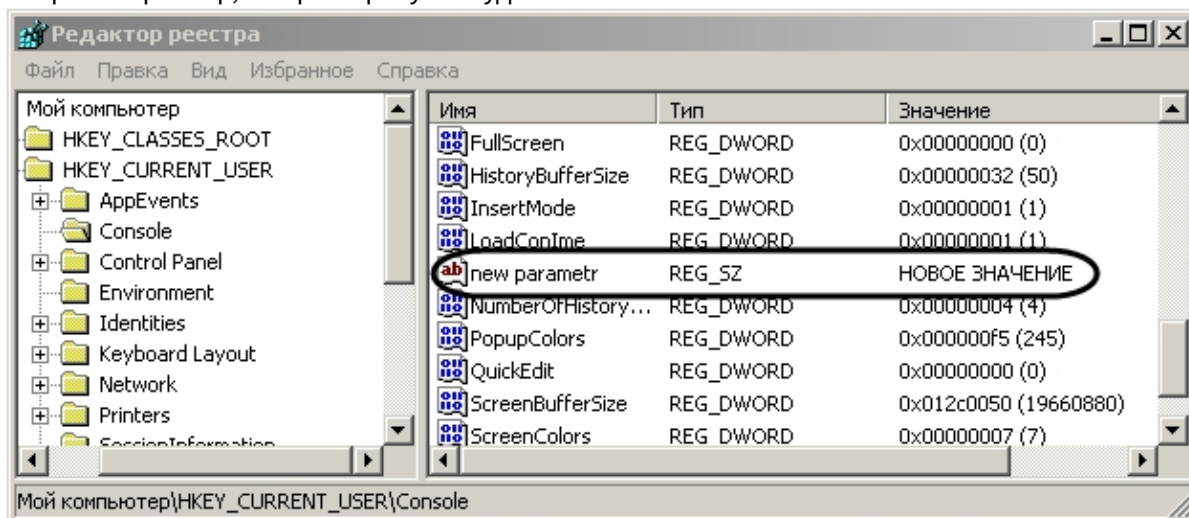 Редактор реестра
Файл Правка Вид Избранное Справка
Мой компьютер
HKEY_CLASSES_ROOT
HKEY_CURRENT_USER
AppEvents
Console
Control Panel
Environment
Identities
Keyboard Layout
Network
Printers
Имя Тип Значение
FullScreen REG_DWORD 0x00000000 (0)
HistoryBufferSize REG_DWORD 0x00000032 (50)
InsertMode REG_DWORD 0x00000001 (1)
LoadConIme REG_DWORD 0x00000001 (1)
new parametr REG_SZ НОВОЕ ЗНАЧЕНИЕ
NumberOfHistory... REG_DWORD 0x00000004 (4)
PopupColors REG_DWORD 0x000000f5 (245)
QuickEdit REG_DWORD 0x00000000 (0)
ScreenBufferSize REG_DWORD 0x012c0050 (19660880)
ScreenColors REG_DWORD 0x00000007 (7)
Мой компьютер\HKEY_CURRENT_USER\Console